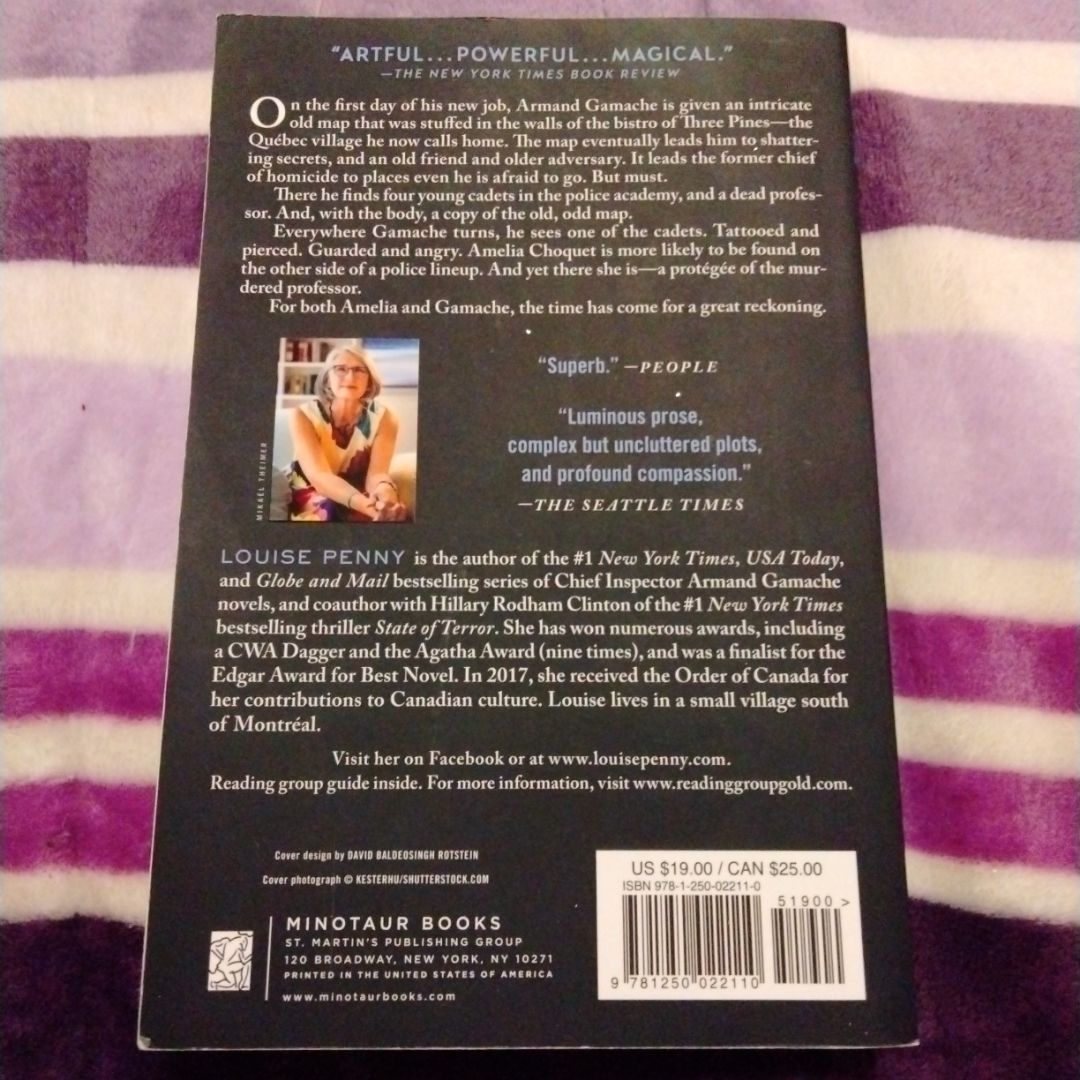 “ARTFUL...POWERFUL...MAGICAL.”
—THE NEW YORK TIMES BOOK REVIEW
On the first day of his new job, Armand Gamache is given an intricate
old map that was stuffed in the walls of the bistro of Three Pines—the
Québec village he now calls home. The map eventually leads him to shatter-
ing secrets, and an old friend and older adversary. It leads the former chief
of homicide to places even he is afraid to go. But must.
There he finds four young cadets in the police academy, and a dead profes-
sor. And, with the body, a copy of the old, odd map.
Everywhere Gamache turns, he sees one of the cadets. Tattooed and
pierced. Guarded and angry. Amelia Choquet is more likely to be found on
the other side of a police lineup. And yet there she is—a protégée of the mur-
dered professor.
For both Amelia and Gamache, the time has come for a great reckoning.
MIKAEL THEIMER
“Superb.” —PEOPLE
“Luminous prose,
complex but uncluttered plots,
and profound compassion.”
—THE SEATTLE TIMES
LOUISE PENNY is the author of the #1 New York Times, USA Today,
and Globe and Mail bestselling series of Chief Inspector Armand Gamache
novels, and coauthor with Hillary Rodham Clinton of the #1 New York Times
bestselling thriller State of Terror. She has won numerous awards, including
a CWA Dagger and the Agatha Award (nine times), and was a finalist for the
Edgar Award for Best Novel. In 2017, she received the Order of Canada for
her contributions to Canadian culture. Louise lives in a small village south
of Montréal.
Visit her on Facebook or at www.louisepenny.com.
Reading group guide inside. For more information, visit www.readinggroupgold.com.
Cover design by DAVID BALDEOSINGH ROTSTEIN
Cover photograph © KESTERHU/SHUTTERSTOCK.COM
MINOTAUR BOOKS
ST. MARTIN'S PUBLISHING GROUP
120 BROADWAY, NEW YORK, NY 10271
PRINTED IN THE UNITED STATES OF AMERICA
www.minotaurbooks.com
US $19.00 / CAN $25.00
ISBN 978-1-250-02211-0
51900 >
9 781250 022110